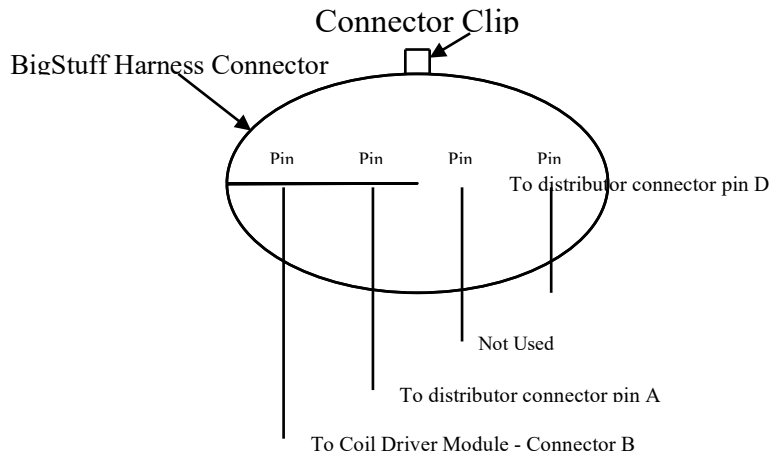 Connector Clip
BigStuff Harness Connector
Pin Pin Pin Pin
To distributor connector pin D
Not Used
To distributor connector pin A
To Coil Driver Module - Connector B